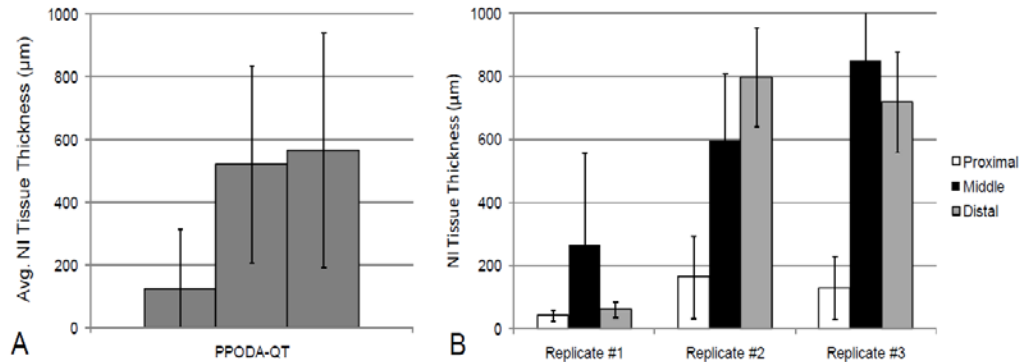 Avg. NI Tissue Thickness (µm)
1000
800
600
400
200
0
PPODA-QT
A
NI Tissue Thickness (µm)
1000
800
600
400
200
0
Replicate #1
Replicate #2
Replicate #3
Proximal
Middle
Distal
B